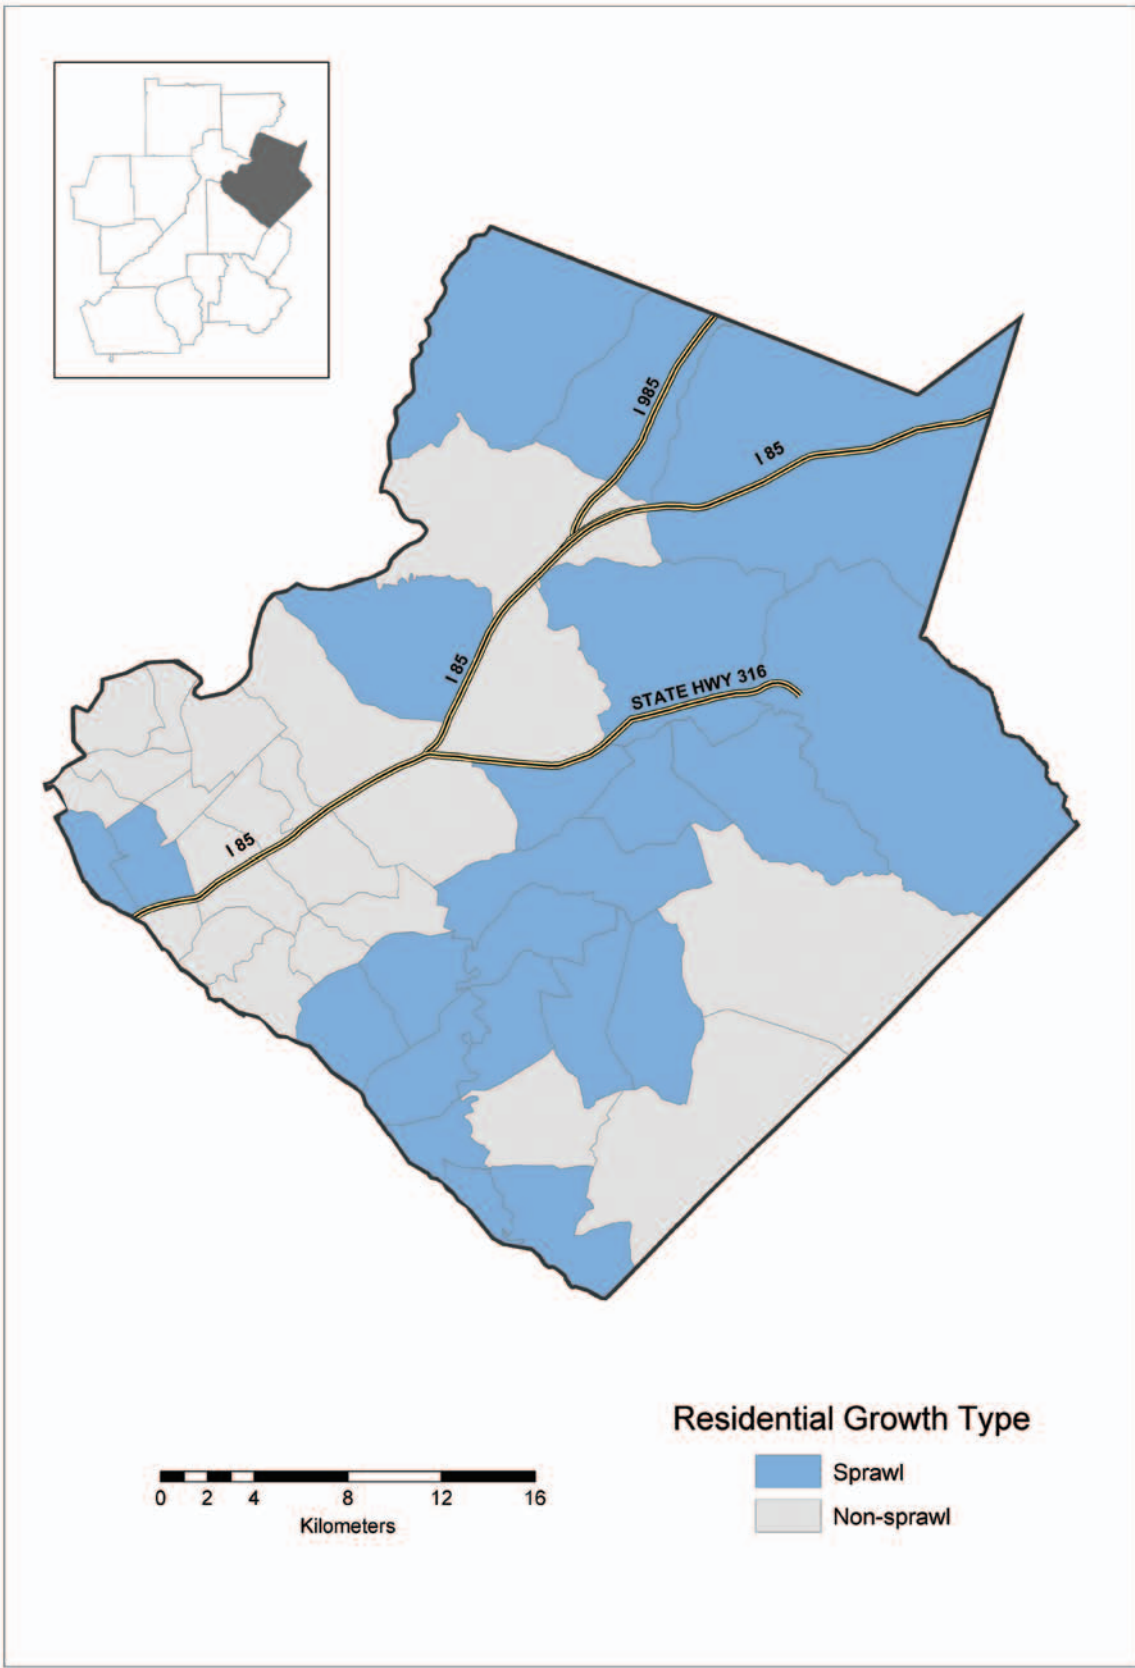 I 985
I 85
I 85
STATE HWY 316
I 85
Residential Growth Type
Sprawl
Non-sprawl
0 2 4 8 12 16
Kilometers